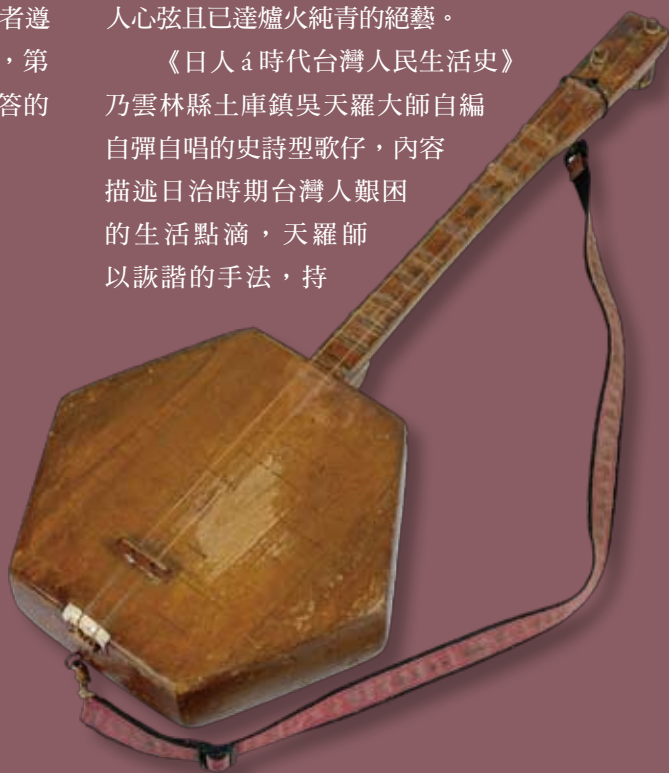 者遵
，第
答的
人心弦且已達爐火純青的絕藝。
《日人á時代台灣人民生活史》
乃雲林縣土庫鎮吳天羅大師自編
自彈自唱的史詩型歌仔，內容
描述日治時期台灣人艱困
的生活點滴，天羅師
以詼諧的手法，持